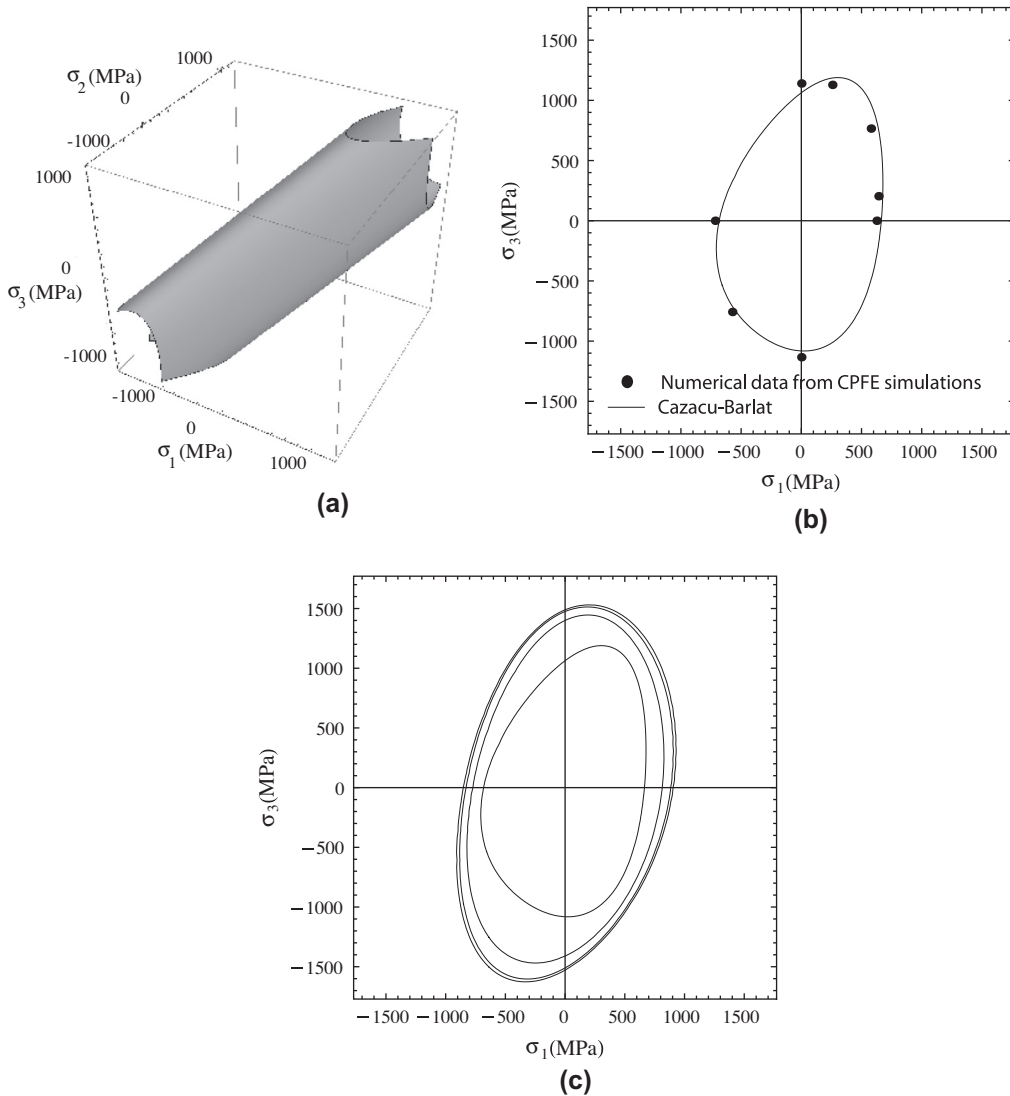 1000
σ2 (MPa)
0
-1000
1000
0
σ3 (MPa)
-1000
-1000
0
σ1 (MPa)
1000
(a)
1500
1000
500
0
−500
−1000
−1500
σ3 (MPa)
Numerical data from CPFE simulations
Cazacu-Barlat
−1500 −1000 −500 0 500 1000 1500
σ1(MPa)
(b)
1500
1000
500
0
−500
−1000
−1500
σ3 (MPa)
−1500 −1000 −500 0 500 1000 1500
σ1(MPa)
(c)